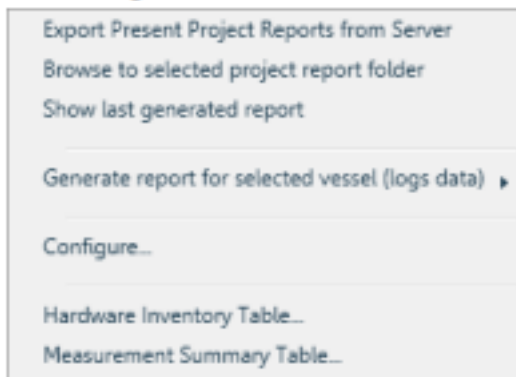 Export Present Project Reports from Server
Browse to selected project report folder
Show last generated report
Generate report for selected vessel (logs data)
Configure...
Hardware Inventory Table...
Measurement Summary Table...